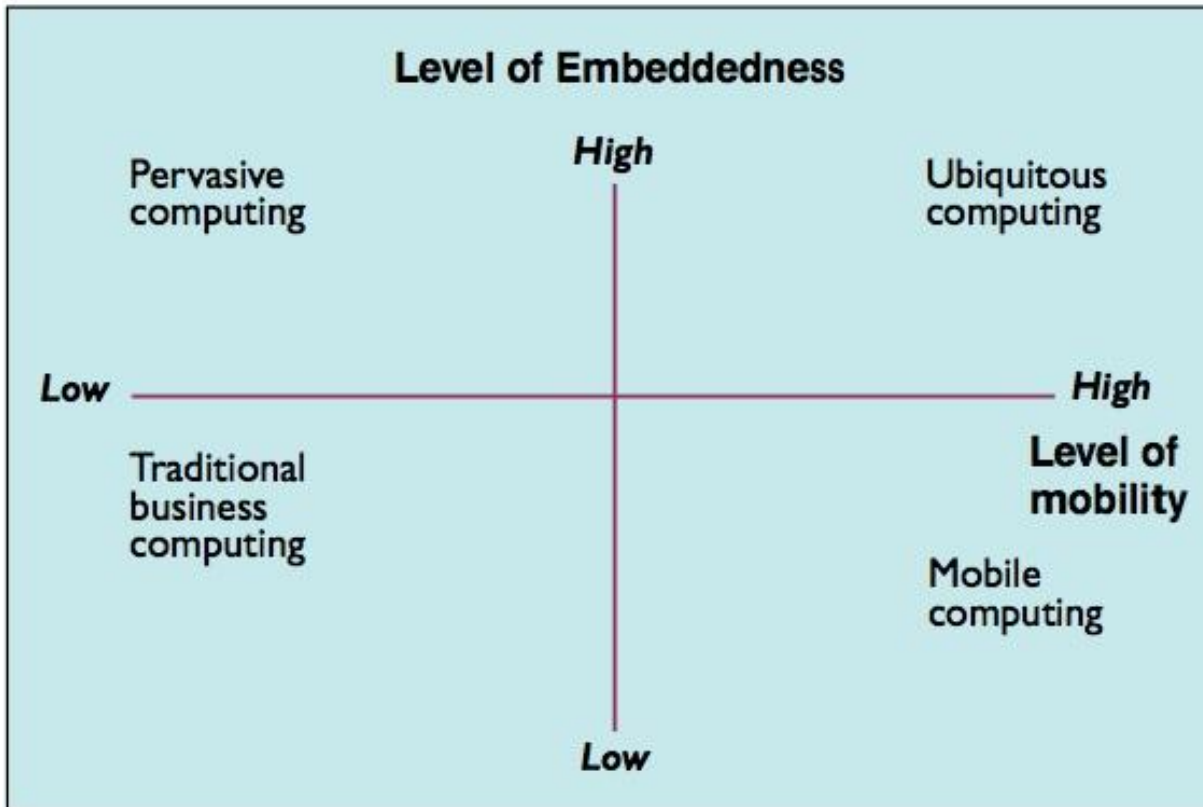 Level of Embeddedness
High
Pervasive
computing
Ubiquitous
computing
Low
High
Traditional
business
computing
Level of
mobility
Mobile
computing
Low